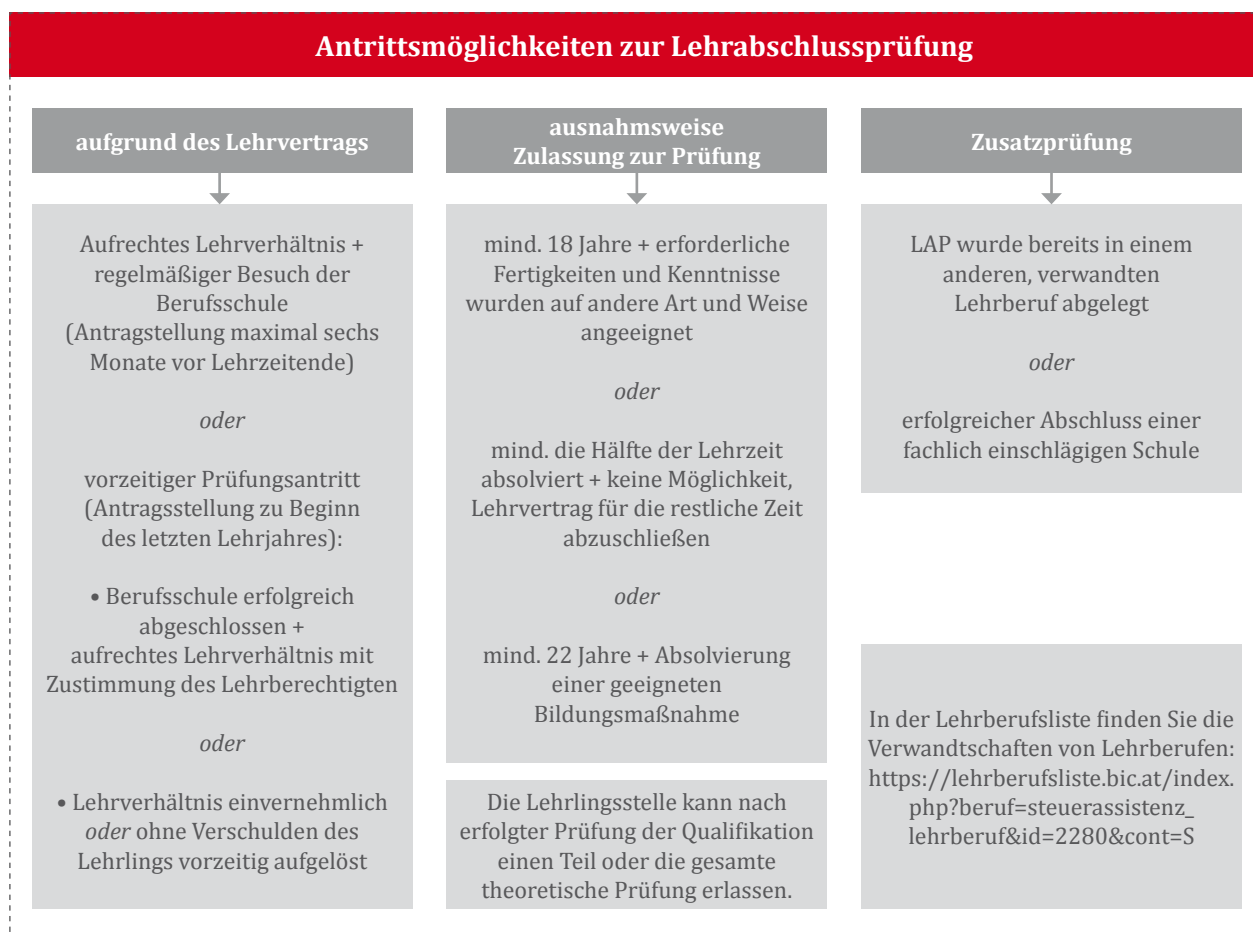 Antrittsmöglichkeiten zur Lehrabschlussprüfung
aufgrund des Lehrvertrags
Aufrechtes Lehrverhältnis +
regelmäßiger Besuch der
Berufsschule
(Antragstellung maximal sechs
Monate vor Lehrzeitende)
oder
vorzeitiger Prüfungsantritt
(Antragsstellung zu Beginn
des letzten Lehrjahres):
• Berufsschule erfolgreich
abgeschlossen +
aufrechtes Lehrverhältnis mit
Zustimmung des Lehrberechtigten
oder
• Lehrverhältnis einvernehmlich
oder ohne Verschulden des
Lehrlings vorzeitig aufgelöst
ausnahmsweise
Zulassung zur Prüfung
mind. 18 Jahre + erforderliche
Fertigkeiten und Kenntnisse
wurden auf andere Art und Weise
angeeignet
oder
mind. die Hälfte der Lehrzeit
absolviert + keine Möglichkeit,
Lehrvertrag für die restliche Zeit
abzuschließen
oder
mind. 22 Jahre + Absolvierung
einer geeigneten
Bildungsmaßnahme
Die Lehrlingsstelle kann nach
erfolgter Prüfung der Qualifikation
einen Teil oder die gesamte
theoretische Prüfung erlassen.
Zusatzprüfung
LAP wurde bereits in einem
anderen, verwandten
Lehrberuf abgelegt
oder
erfolgreicher Abschluss einer
fachlich einschlägigen Schule
In der Lehrberufsliste finden Sie die
Verwandtschaften von Lehrberufen:
https://lehrberufsliste.bic.at/index.
php?beruf=steuerassistenz_
lehrberuf&id=2280&cont=S